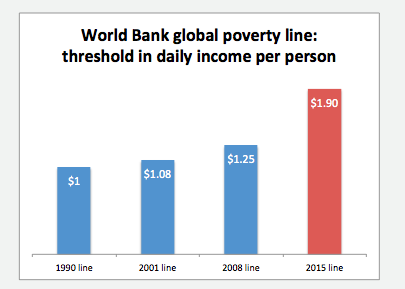 World Bank global poverty line:
threshold in daily income per person
$1
$1.08
$1.25
$1.90
1990 line
2001 line
2008 line
2015 line